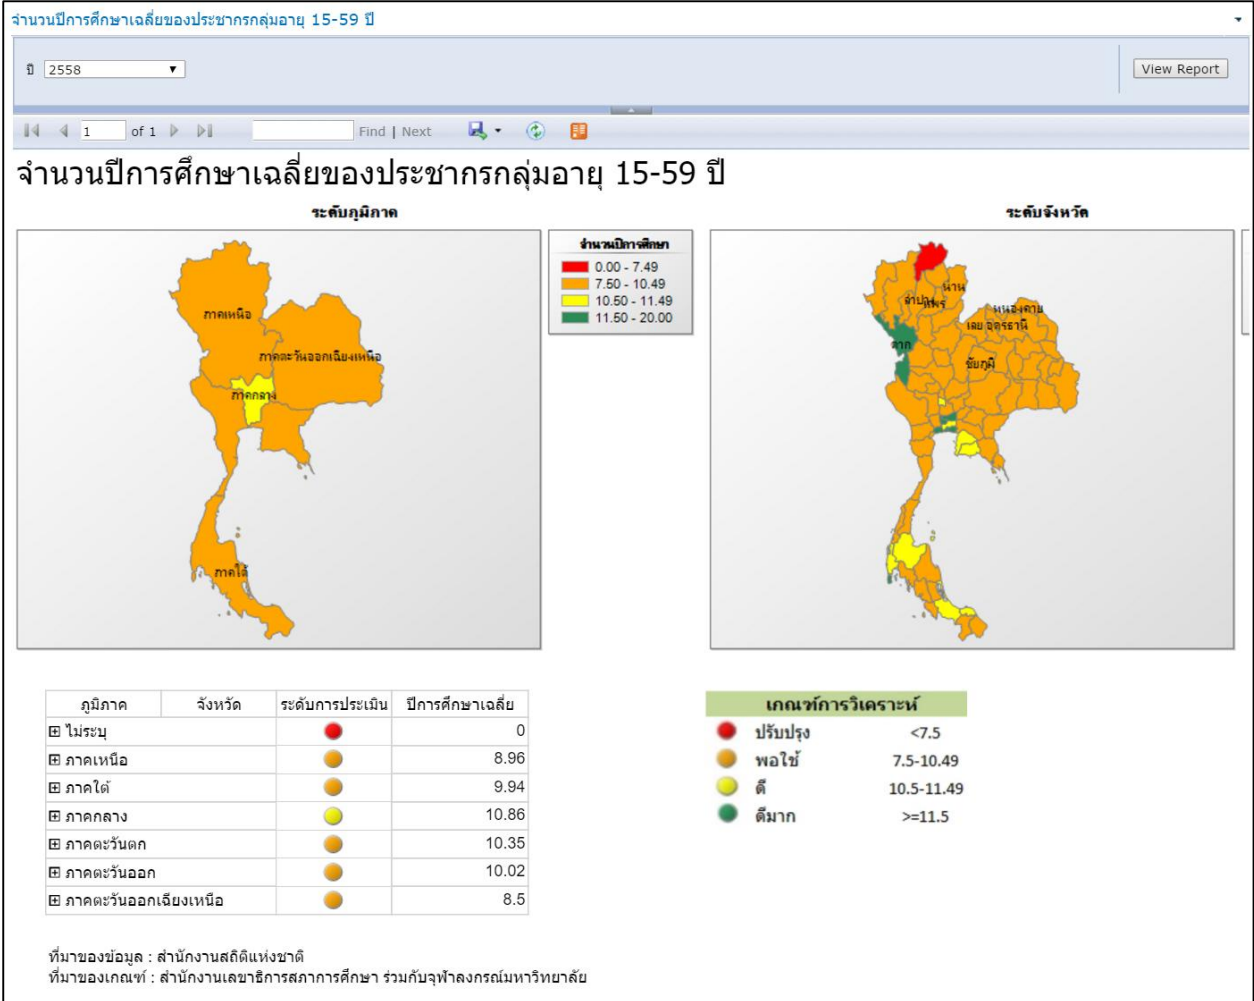 จำนวนปีการศึกษาเฉลี่ยของประชากรกลุ่มอายุ 15-59 ปี
ปี 2558 View Report
1 of 1 Find | Next
จำนวนปีการศึกษาเฉลี่ยของประชากรกลุ่มอายุ 15-59 ปี
ระดับภูมิภาค
จำนวนปีการศึกษา
0.00 - 7.49
7.50 - 10.49
10.50 - 11.49
11.50 - 20.00
ภาคเหนือ
ภาคตะวันออกเฉียงเหนือ
ภาคกลาง
ภาคใต้
ระดับจังหวัด
น่าน
ลำปาง
แพร่
หนองคาย
เลย อุดรธานี
ตาก
ชัยภูมิ
ภูมิภาค จังหวัด ระดับการประเมิน ปีการศึกษาเฉลี่ย
ไม่ระบุ 0
ภาคเหนือ 8.96
ภาคใต้ 9.94
ภาคกลาง 10.86
ภาคตะวันตก 10.35
ภาคตะวันออก 10.02
ภาคตะวันออกเฉียงเหนือ 8.5
เกณฑ์การวิเคราะห์
ปรับปรุง <7.5
พอใช้ 7.5-10.49
ดี 10.5-11.49
ดีมาก >=11.5
ที่มาของข้อมูล : สำนักงานสถิติแห่งชาติ
ที่มาของเกณฑ์ : สำนักงานเลขาธิการสภาการศึกษา ร่วมกับจุฬาลงกรณ์มหาวิทยาลัย